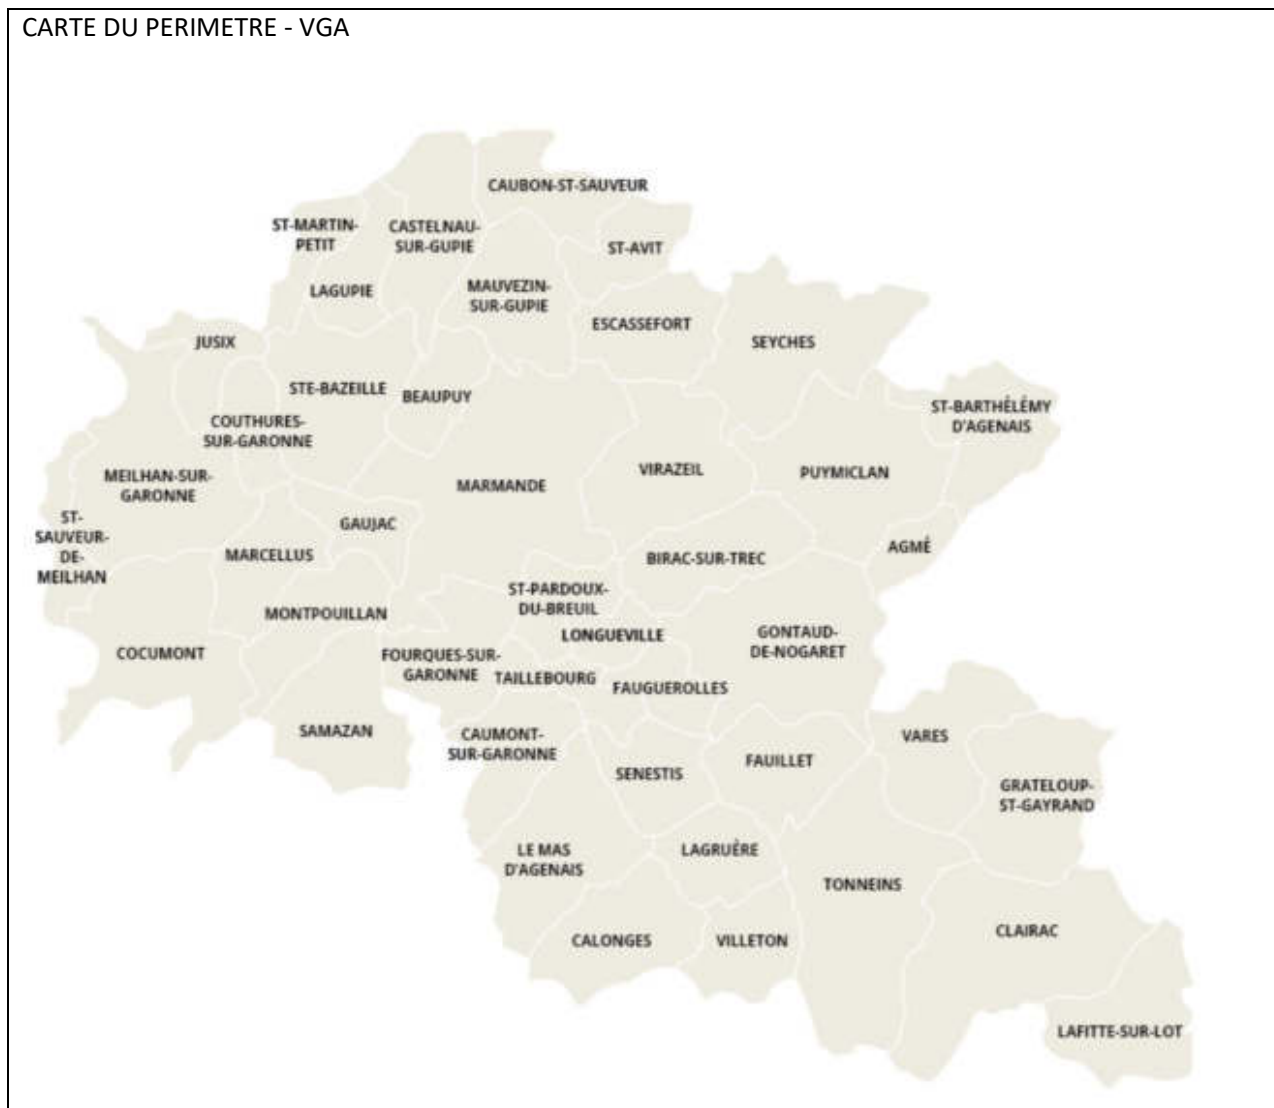 CARTE DU PERIMETRE - VGA
CAUBON-ST-SAUVEUR
ST-MARTIN-
PETIT
CASTELNAU-
SUR-GUPIE
ST-AVIT
LAGUPIE
MAUVEZIN-
SUR-GUPIE
ESCASSEFORT
JUSIX
SEYCHES
STE-BAZEILLE
BEAUPUY
ST-BARTHÉLÉMY
D'AGENAIS
COUTHURES-
SUR-GARONNE
MEILHAN-SUR-
GARONNE
MARMANDE
VIRAZEIL
PUYMICLAN
ST-
SAUVEUR-
DE-
MEILHAN
GAUJAC
MARCELLUS
BIRAC-SUR-TREC
AGMÉ
ST-PARDOUX-
DU-BREUIL
MONTPOUILLAN
LONGUEVILLE
GONTAUD-
DE-NOGARET
COCUMONT
FOURQUES-SUR-
GARONNE
TAILLEBOURG
FAUGUEROLLES
SAMAZAN
CAUMONT-
SUR-GARONNE
VARES
SENESTIS
FAUILLET
GRATELOUP-
ST-GAYRAND
LE MAS
D'AGENAIS
LAGRUÈRE
TONNEINS
CALONGES
VILLETON
CLAIRAC
LAFITTE-SUR-LOT